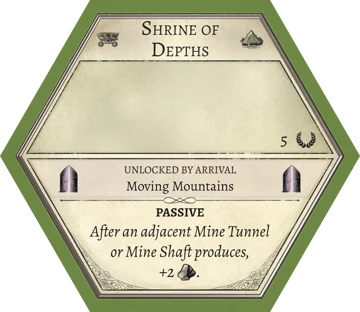 SHRINE OF
DEPTHS
5
UNLOCKED BY ARRIVAL
Moving Mountains
PASSIVE
After an adjacent Mine Tunnel
or Mine Shaft produces,
+2 .